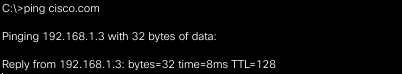 C:\>ping cisco.com
Pinging 192.168.1.3 with 32 bytes of data:
Reply from 192.168.1.3: bytes=32 time=8ms TTL=128